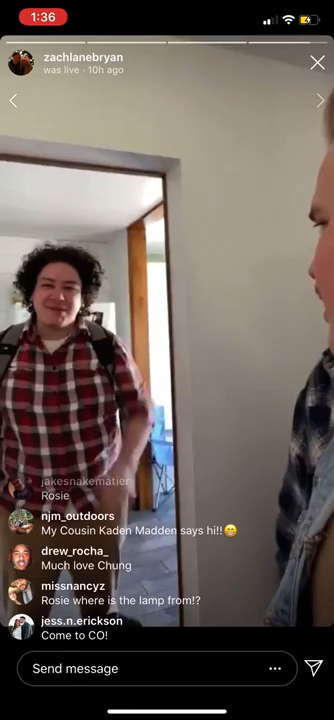 1:36
zachlanebryan
was live · 10h ago
jakesnakematier
Rosie
njm_outdoors
My Cousin Kaden Madden says hi!!😁
drew_rocha_
Much love Chung
missnancyz
Rosie where is the lamp from!?
jess.n.erickson
Come to CO!
Send message